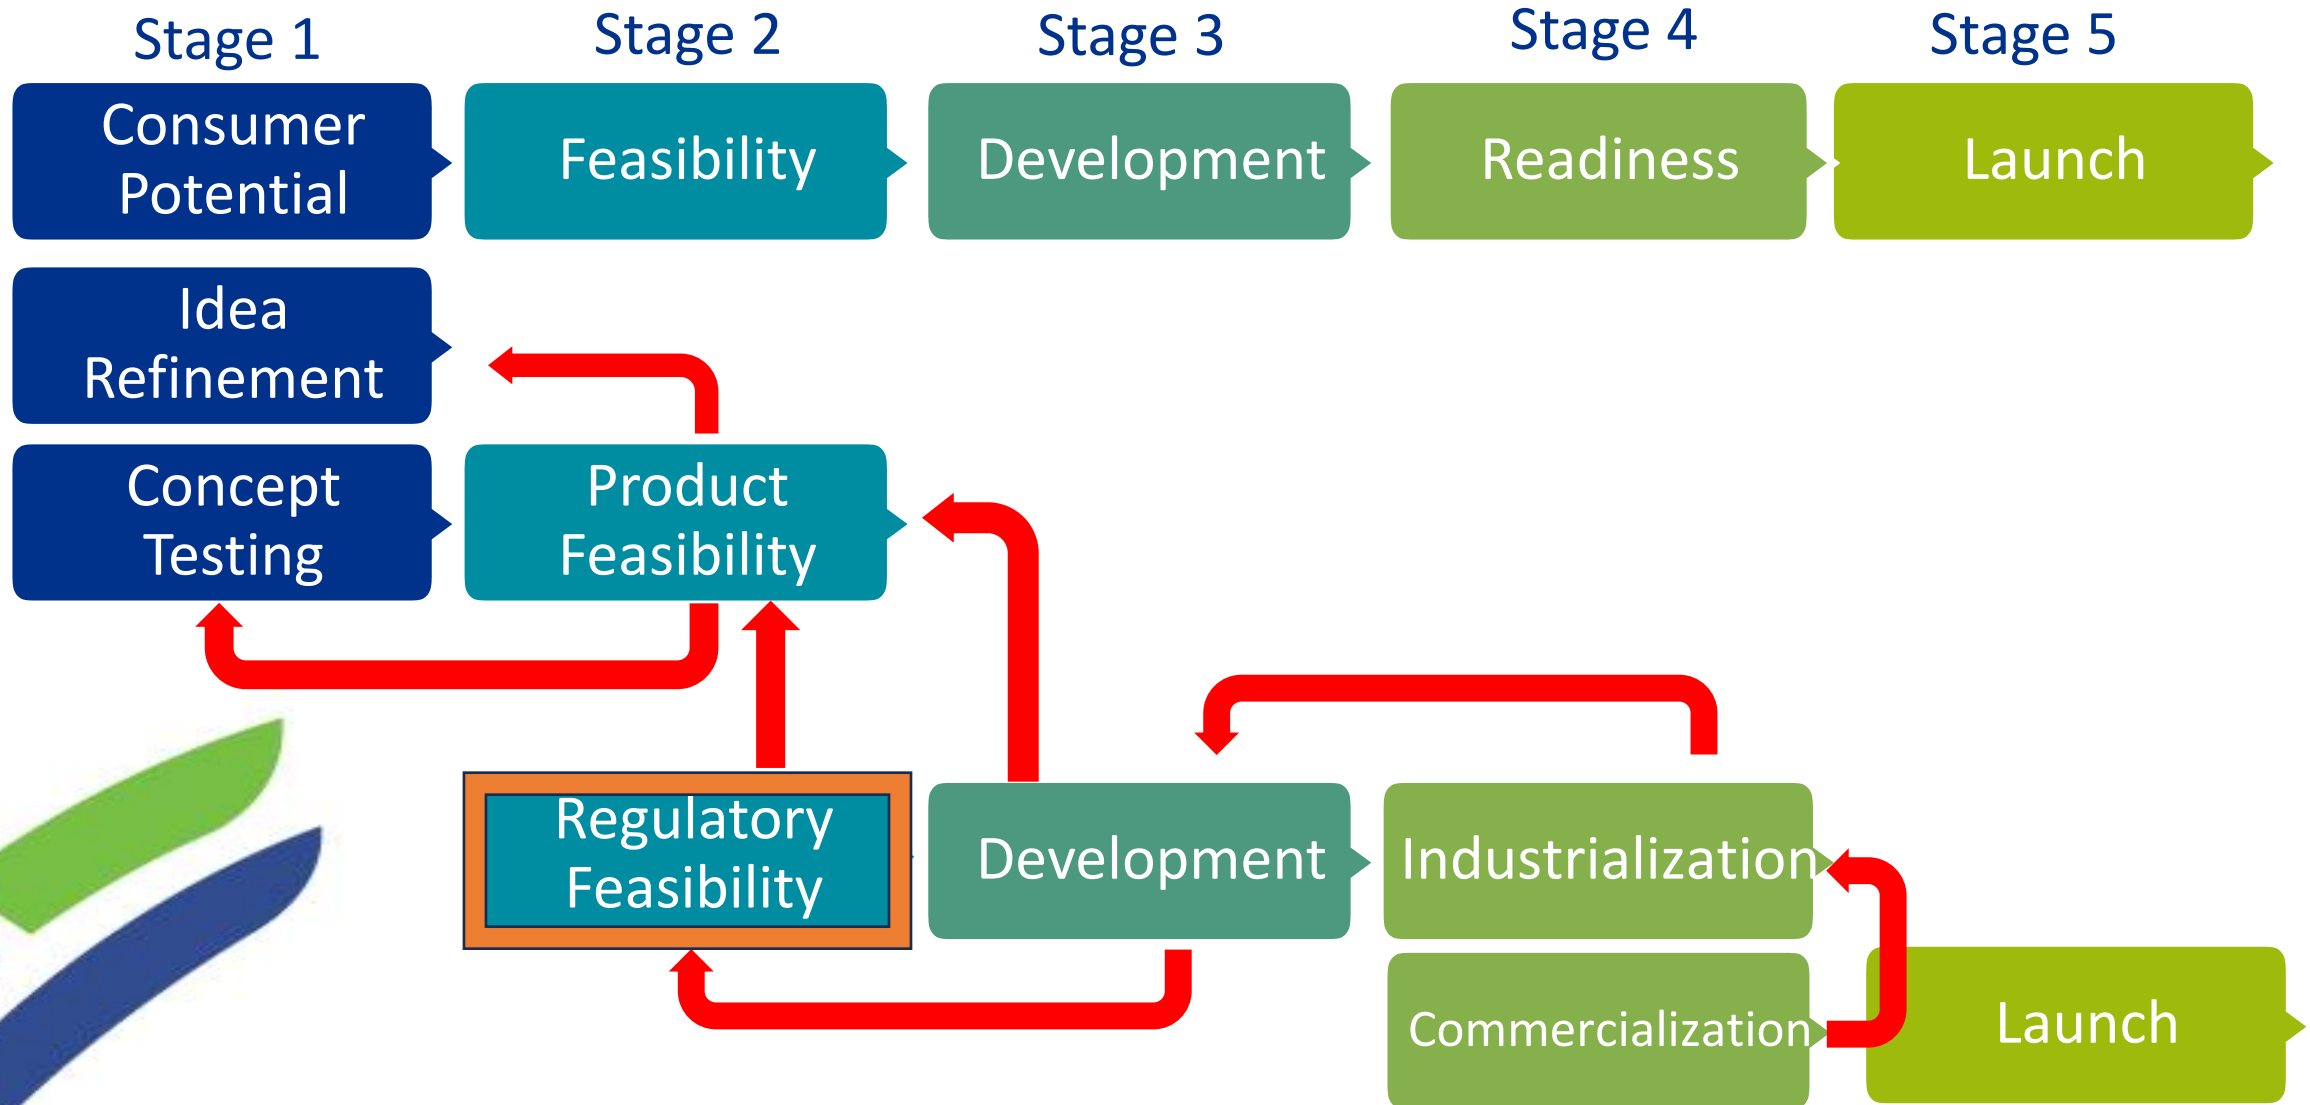 Stage 1
Stage 2
Stage 3
Stage 4
Stage 5
Consumer
Potential
Feasibility
Development
Readiness
Launch
Idea
Refinement
Concept
Testing
Product
Feasibility
Regulatory
Feasibility
Development
Industrialization
Commercialization
Launch